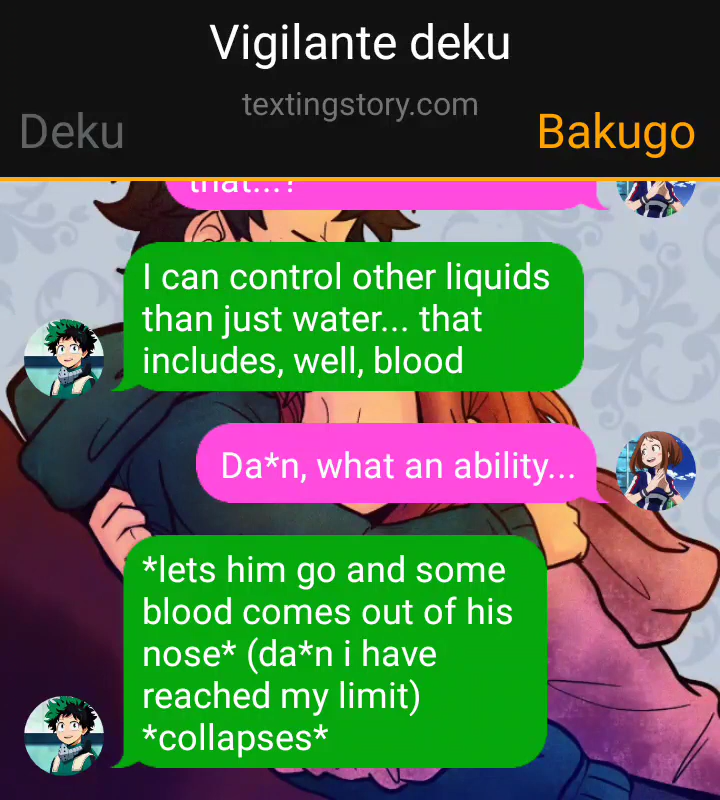 Vigilante deku
textingstory.com
Deku
Bakugo
that...?
I can control other liquids
than just water... that
includes, well, blood
Da*n, what an ability...
*lets him go and some
blood comes out of his
nose* (da*n i have
reached my limit)
*collapses*